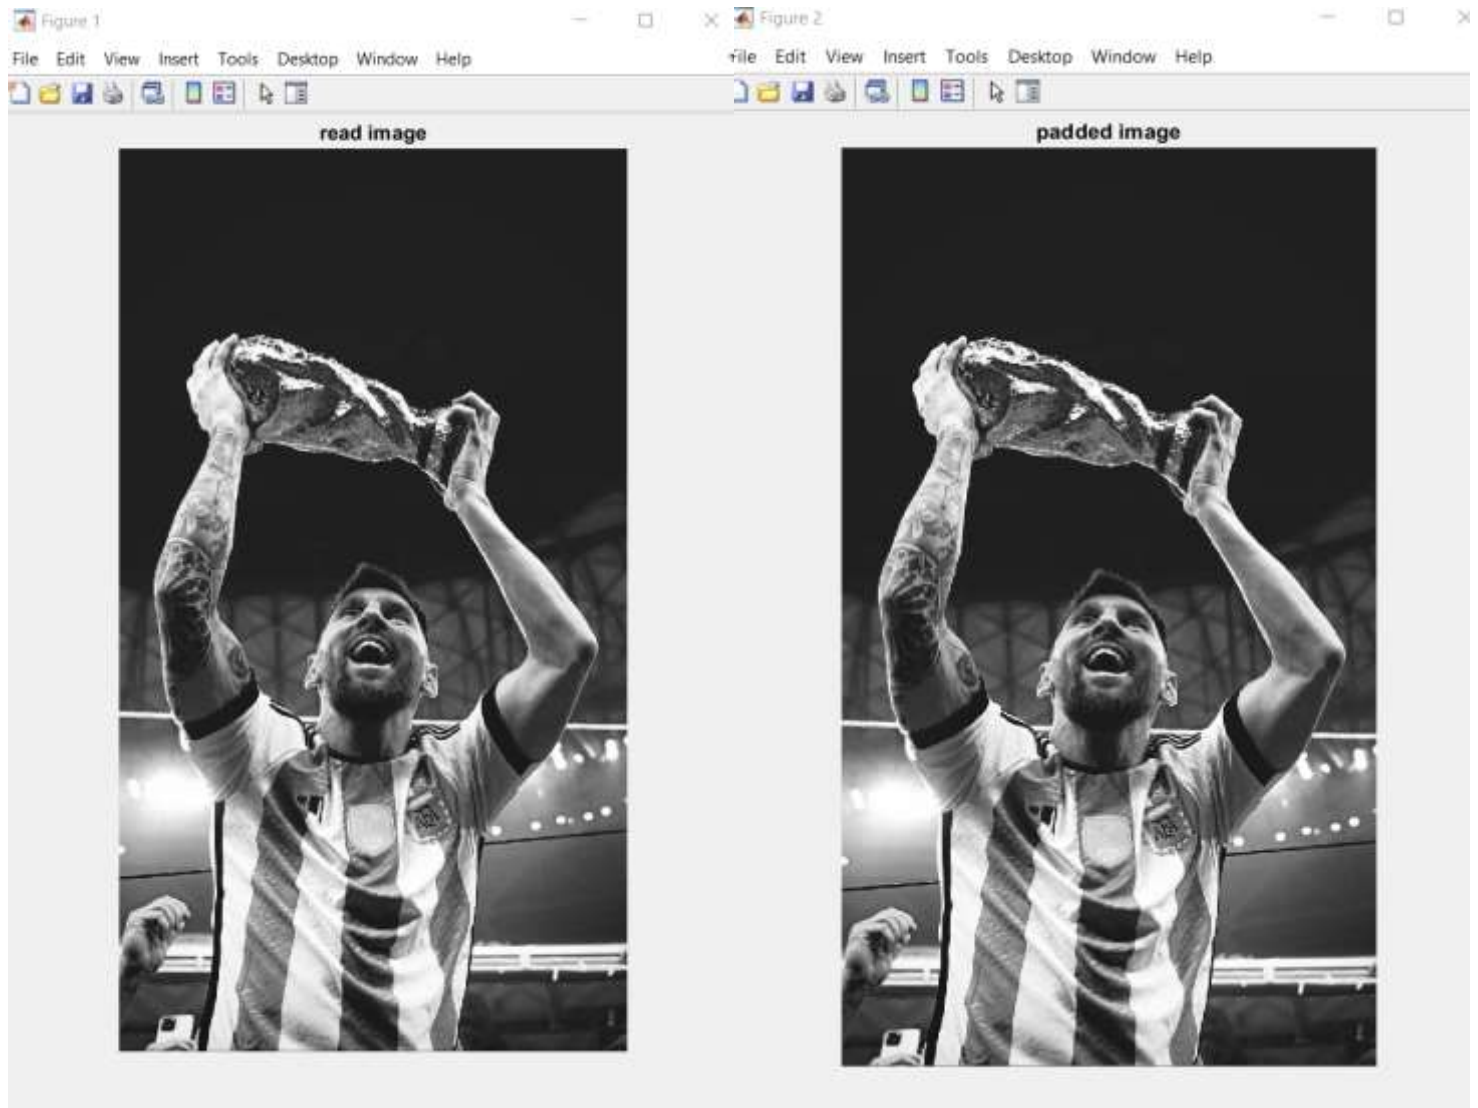 Figure 1
File Edit View Insert Tools Desktop Window Help
read image
Figure 2
File Edit View Insert Tools Desktop Window Help
padded image